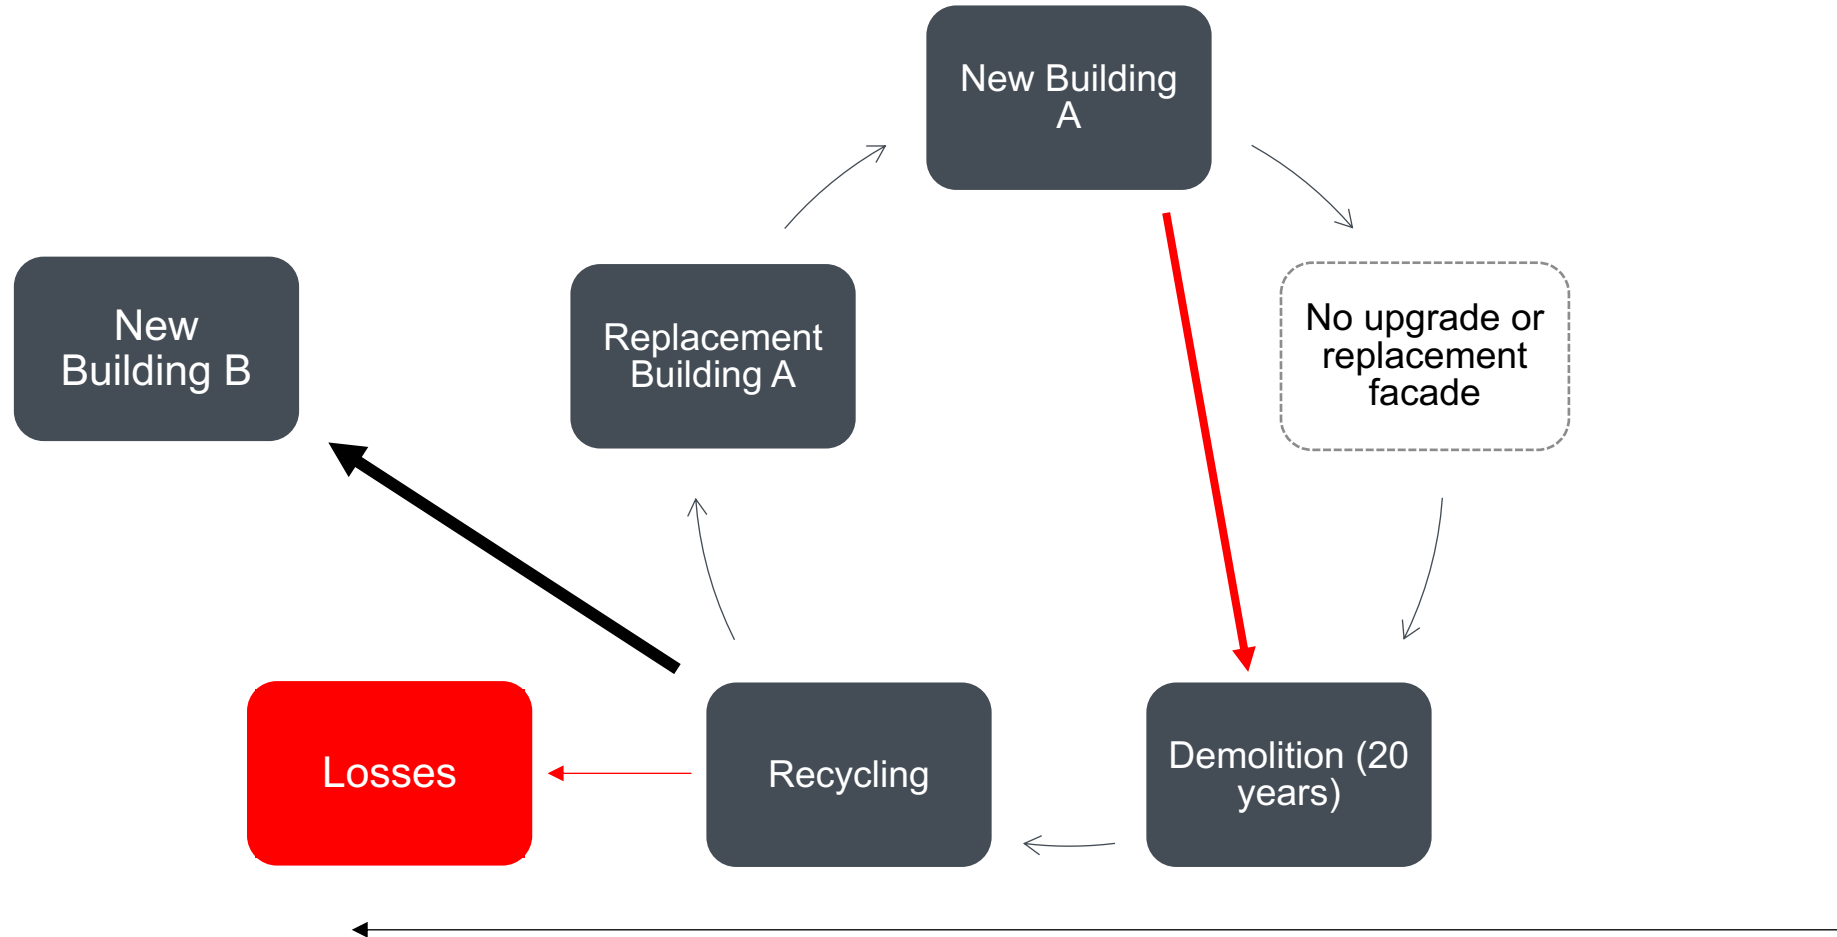 New Building
A
New
Building B
Replacement
Building A
No upgrade or
replacement
facade
Losses
Recycling
Demolition (20
years)